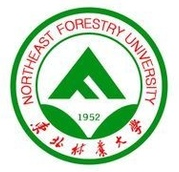 NORTHEAST FORESTRY UNIVERSITY
1952
东北林业大学